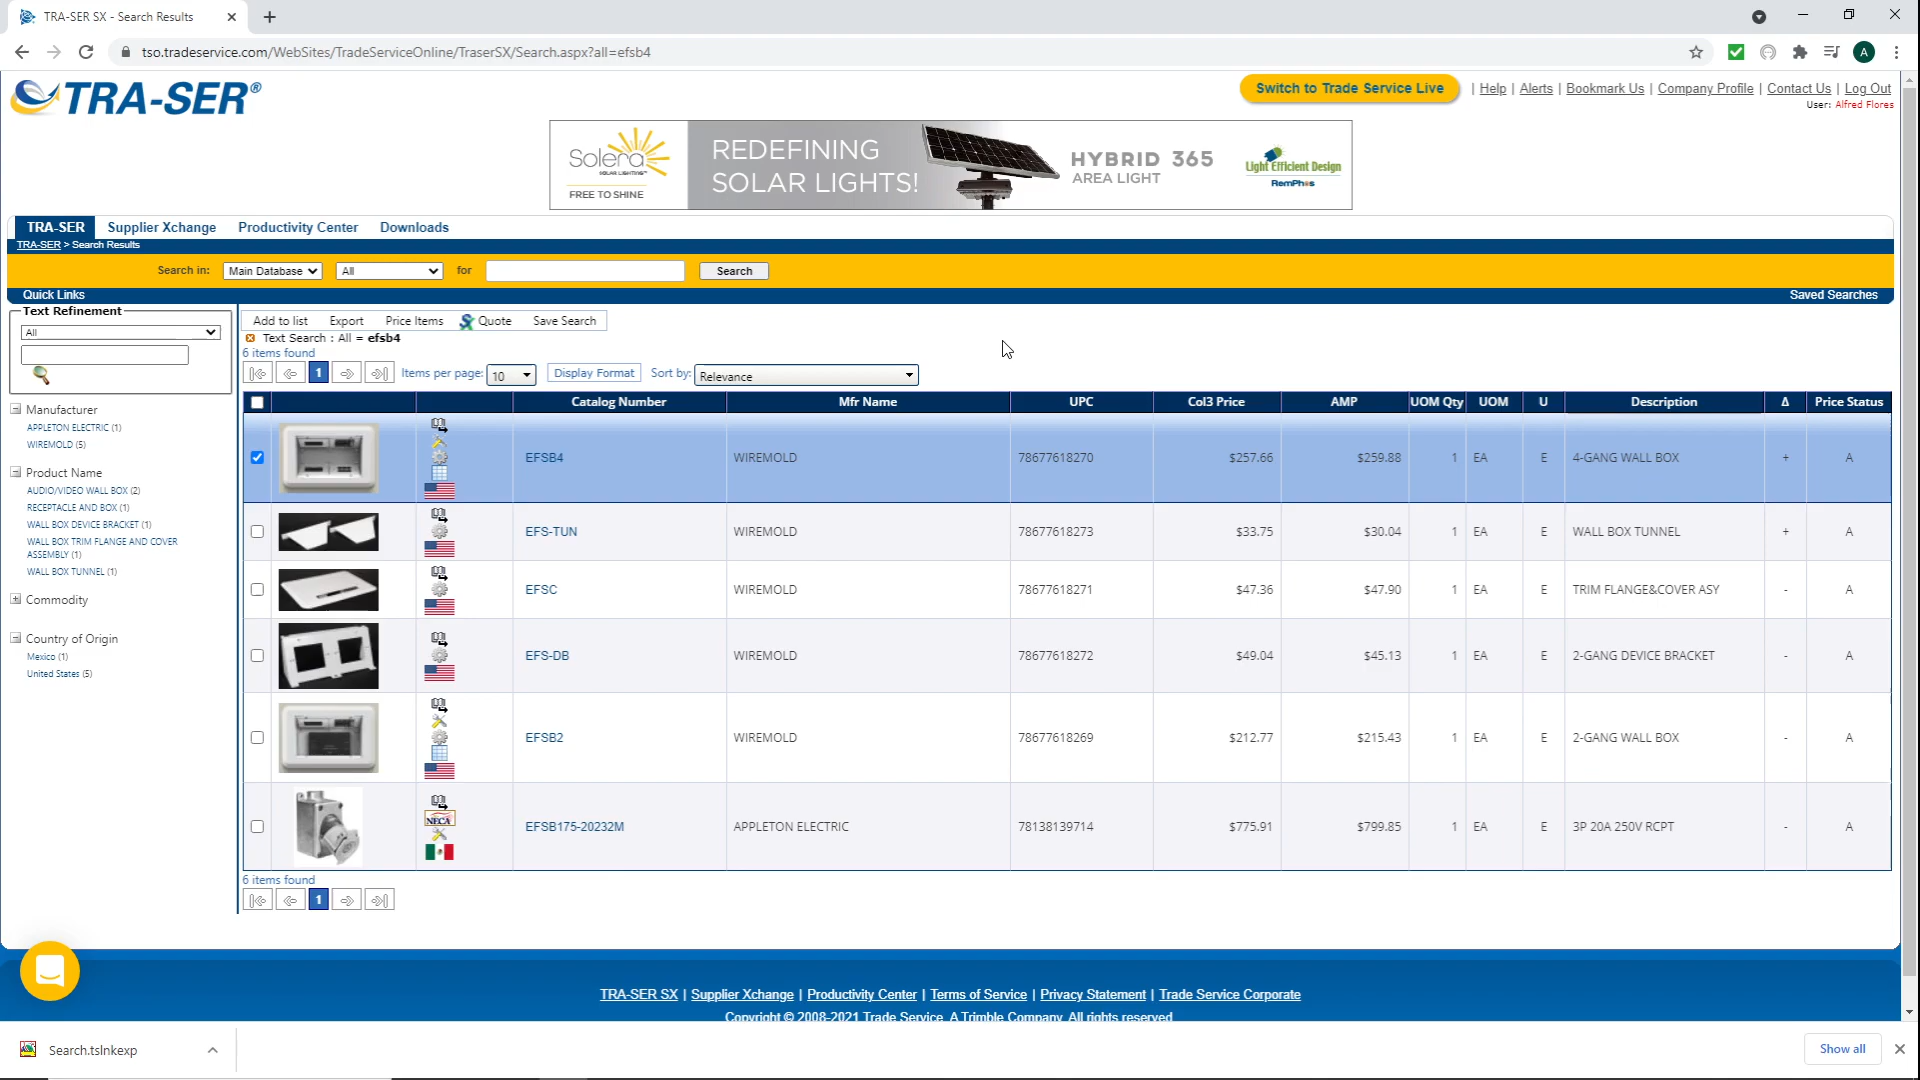 TRA-SER SX - Search Results
tso.tradeservice.com/WebSites/TradeServiceOnline/TraserSX/Search.aspx?all=efsb4
A
TRA-SER®
Switch to Trade Service Live | Help | Alerts | Bookmark Us | Company Profile | Contact Us | Log Out
User: Alfred Flores
Solera
SOLAR LIGHTING™
FREE TO SHINE
REDEFINING
SOLAR LIGHTS!
HYBRID 365
AREA LIGHT
Light Efficient Design
RemPhos
TRA-SER Supplier Xchange Productivity Center Downloads
TRA-SER > Search Results
Search in: Main Database All for Search
Quick Links Saved Searches
Text Refinement
All
Manufacturer
APPLETON ELECTRIC (1)
WIREMOLD (5)
Product Name
AUDIO/VIDEO WALL BOX (2)
RECEPTACLE AND BOX (1)
WALL BOX DEVICE BRACKET (1)
WALL BOX TRIM FLANGE AND COVER
ASSEMBLY (1)
WALL BOX TUNNEL (1)
Commodity
Country of Origin
Mexico (1)
United States (5)
Add to list Export Price Items Quote Save Search
Text Search : All = efsb4
6 items found
1 Items per page: 10 Display Format Sort by: Relevance
Catalog Number Mfr Name UPC Col3 Price AMP UOM Qty UOM U Description Δ Price Status
EFSB4 WIREMOLD 78677618270 $257.66 $259.88 1 EA E 4-GANG WALL BOX + A
EFS-TUN WIREMOLD 78677618273 $33.75 $30.04 1 EA E WALL BOX TUNNEL + A
EFSC WIREMOLD 78677618271 $47.36 $47.90 1 EA E TRIM FLANGE&COVER ASY - A
EFS-DB WIREMOLD 78677618272 $49.04 $45.13 1 EA E 2-GANG DEVICE BRACKET - A
EFSB2 WIREMOLD 78677618269 $212.77 $215.43 1 EA E 2-GANG WALL BOX - A
NECA
EFSB175-20232M APPLETON ELECTRIC 78138139714 $775.91 $799.85 1 EA E 3P 20A 250V RCPT - A
6 items found
1
TRA-SER SX | Supplier Xchange | Productivity Center | Terms of Service | Privacy Statement | Trade Service Corporate
Copyright © 2008-2021 Trade Service, A Trimble Company, All rights reserved
Search.tslnkexp
Show all